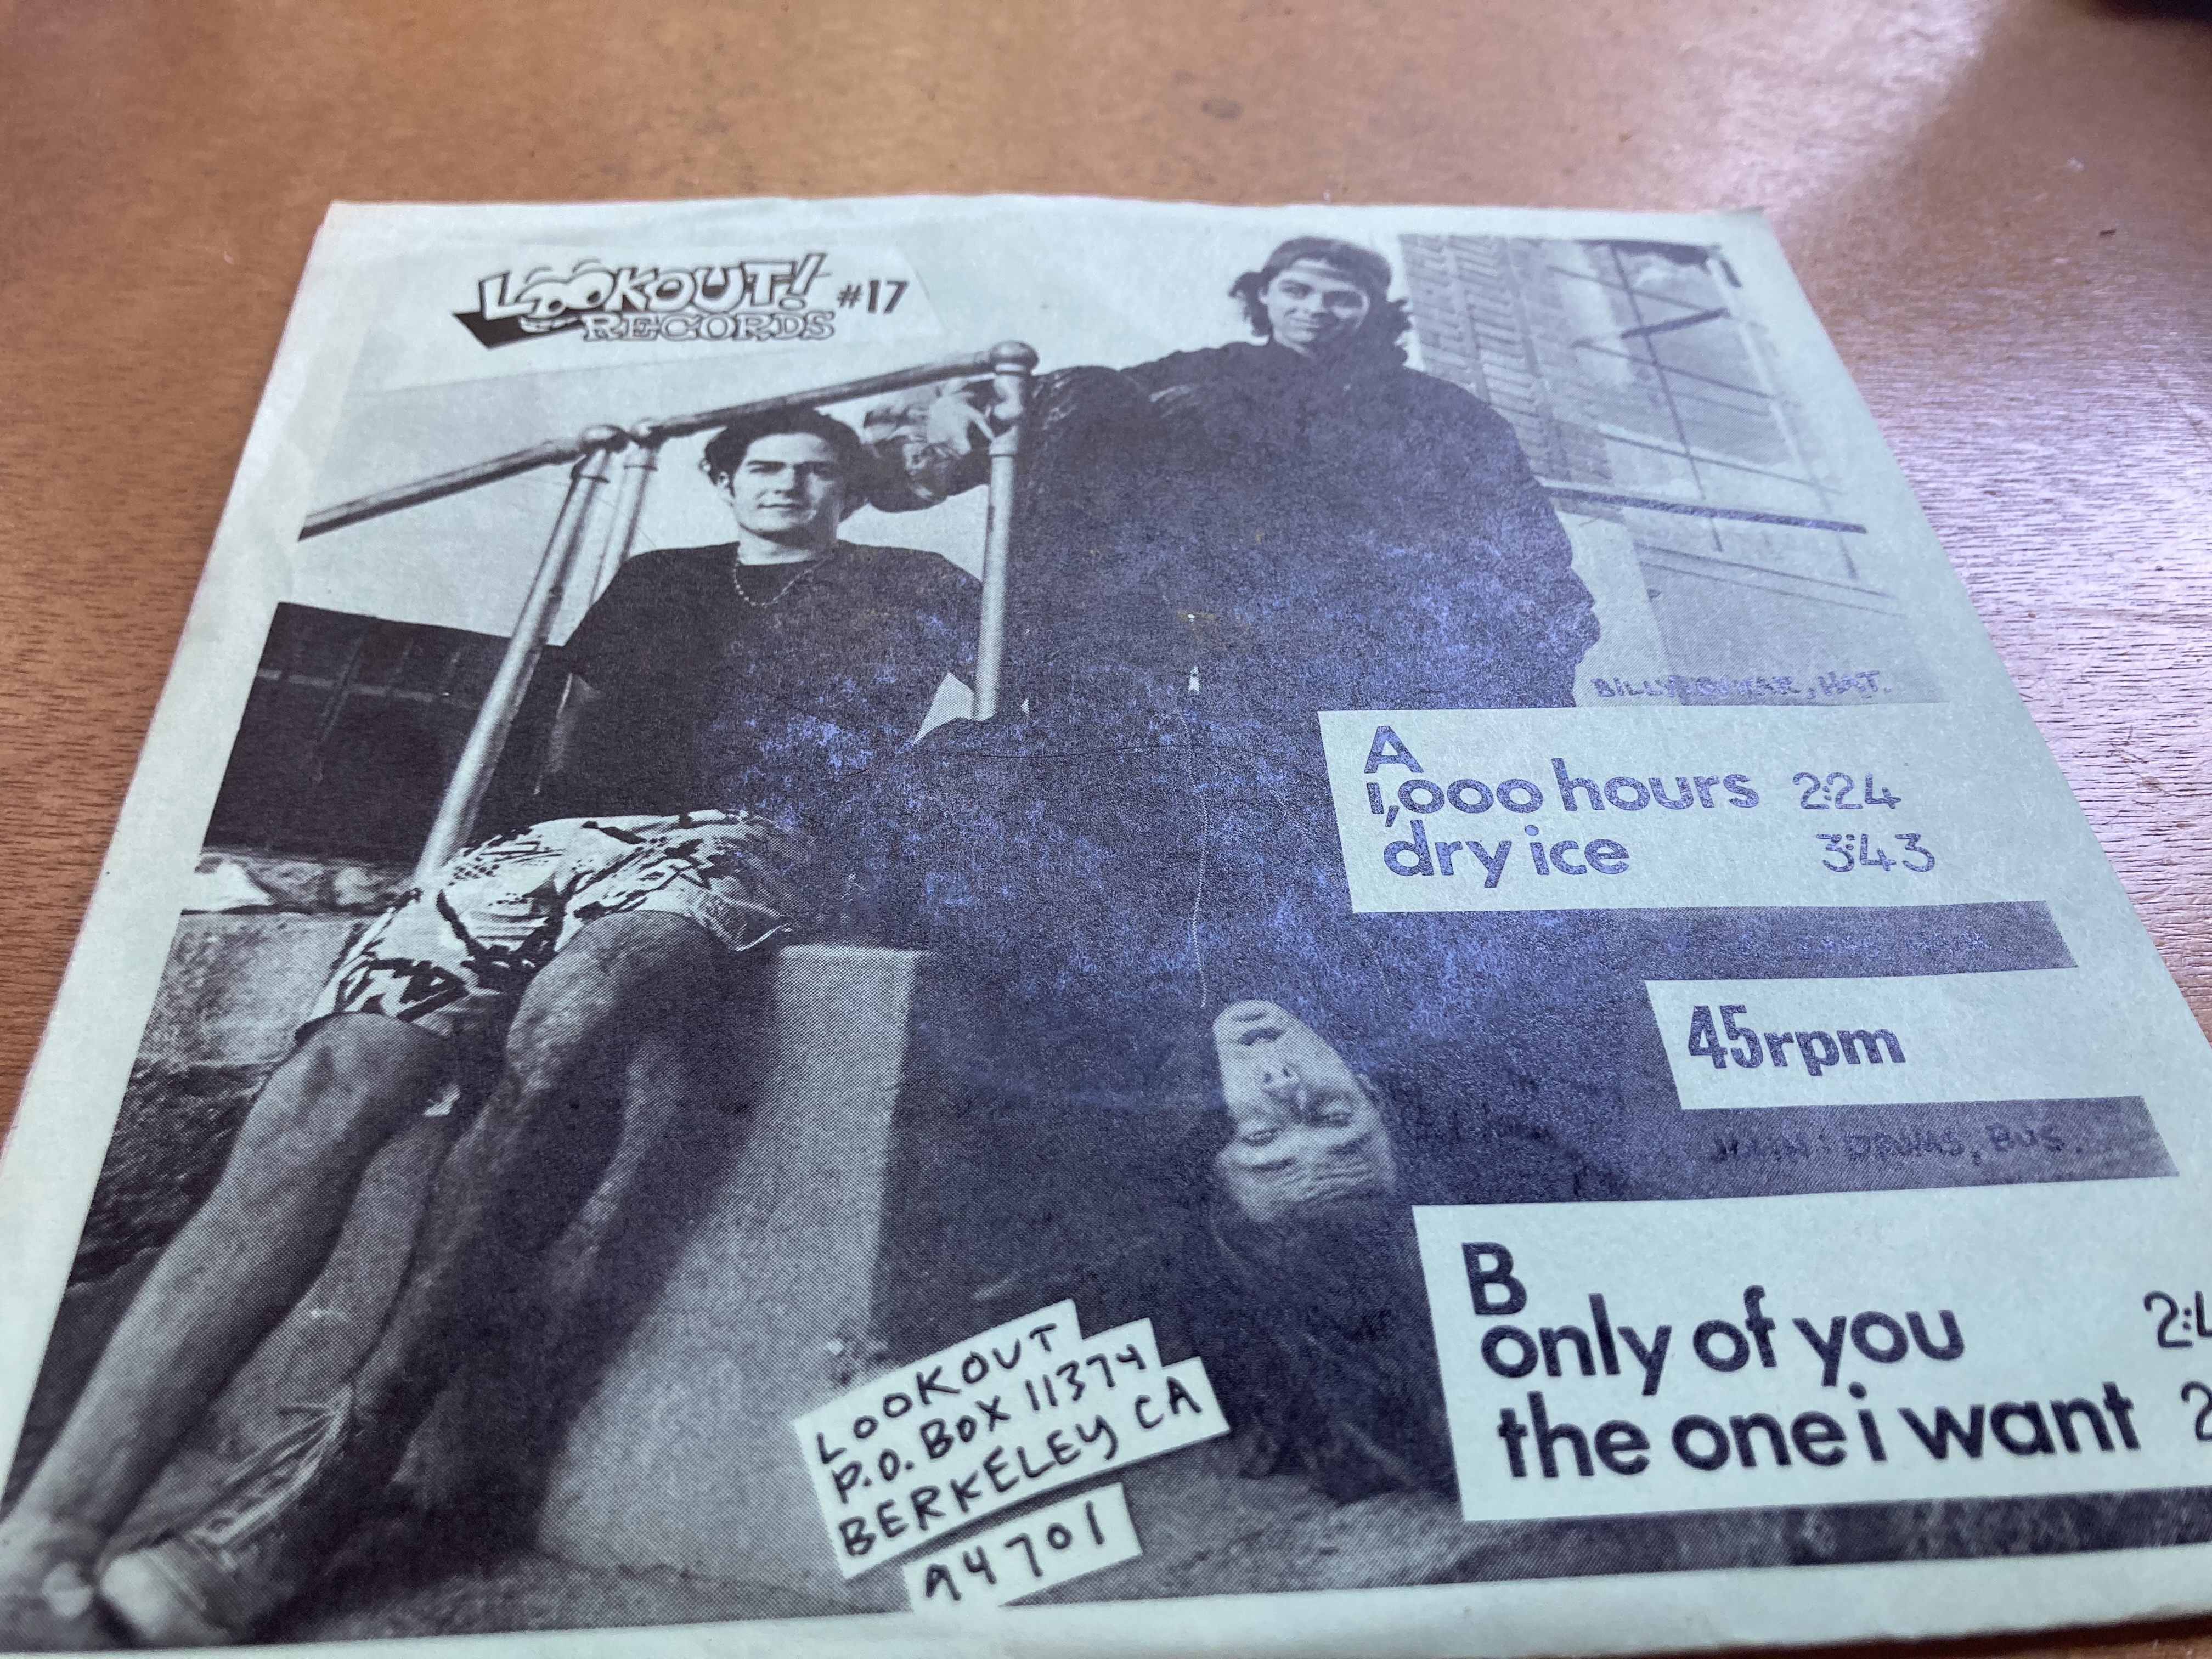 LOOKOUT! #17
RECORDS
A
1,000 hours 2:24
dry ice 3:43
45rpm
B
only of you
the one i want
LOOKOUT
P.O. BOX 11374
BERKELEY CA
94701